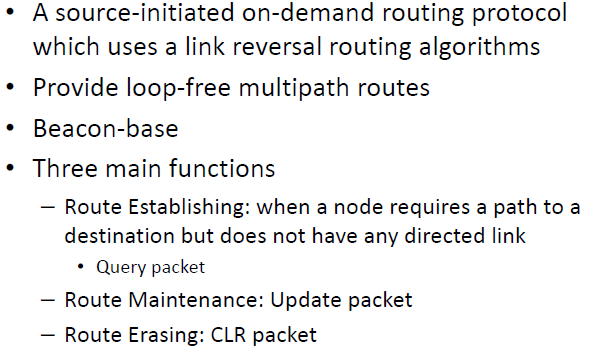 • A source-initiated on-demand routing protocol
which uses a link reversal routing algorithms
• Provide loop-free multipath routes
• Beacon-base
• Three main functions
– Route Establishing: when a node requires a path to a
destination but does not have any directed link
• Query packet
– Route Maintenance: Update packet
– Route Erasing: CLR packet